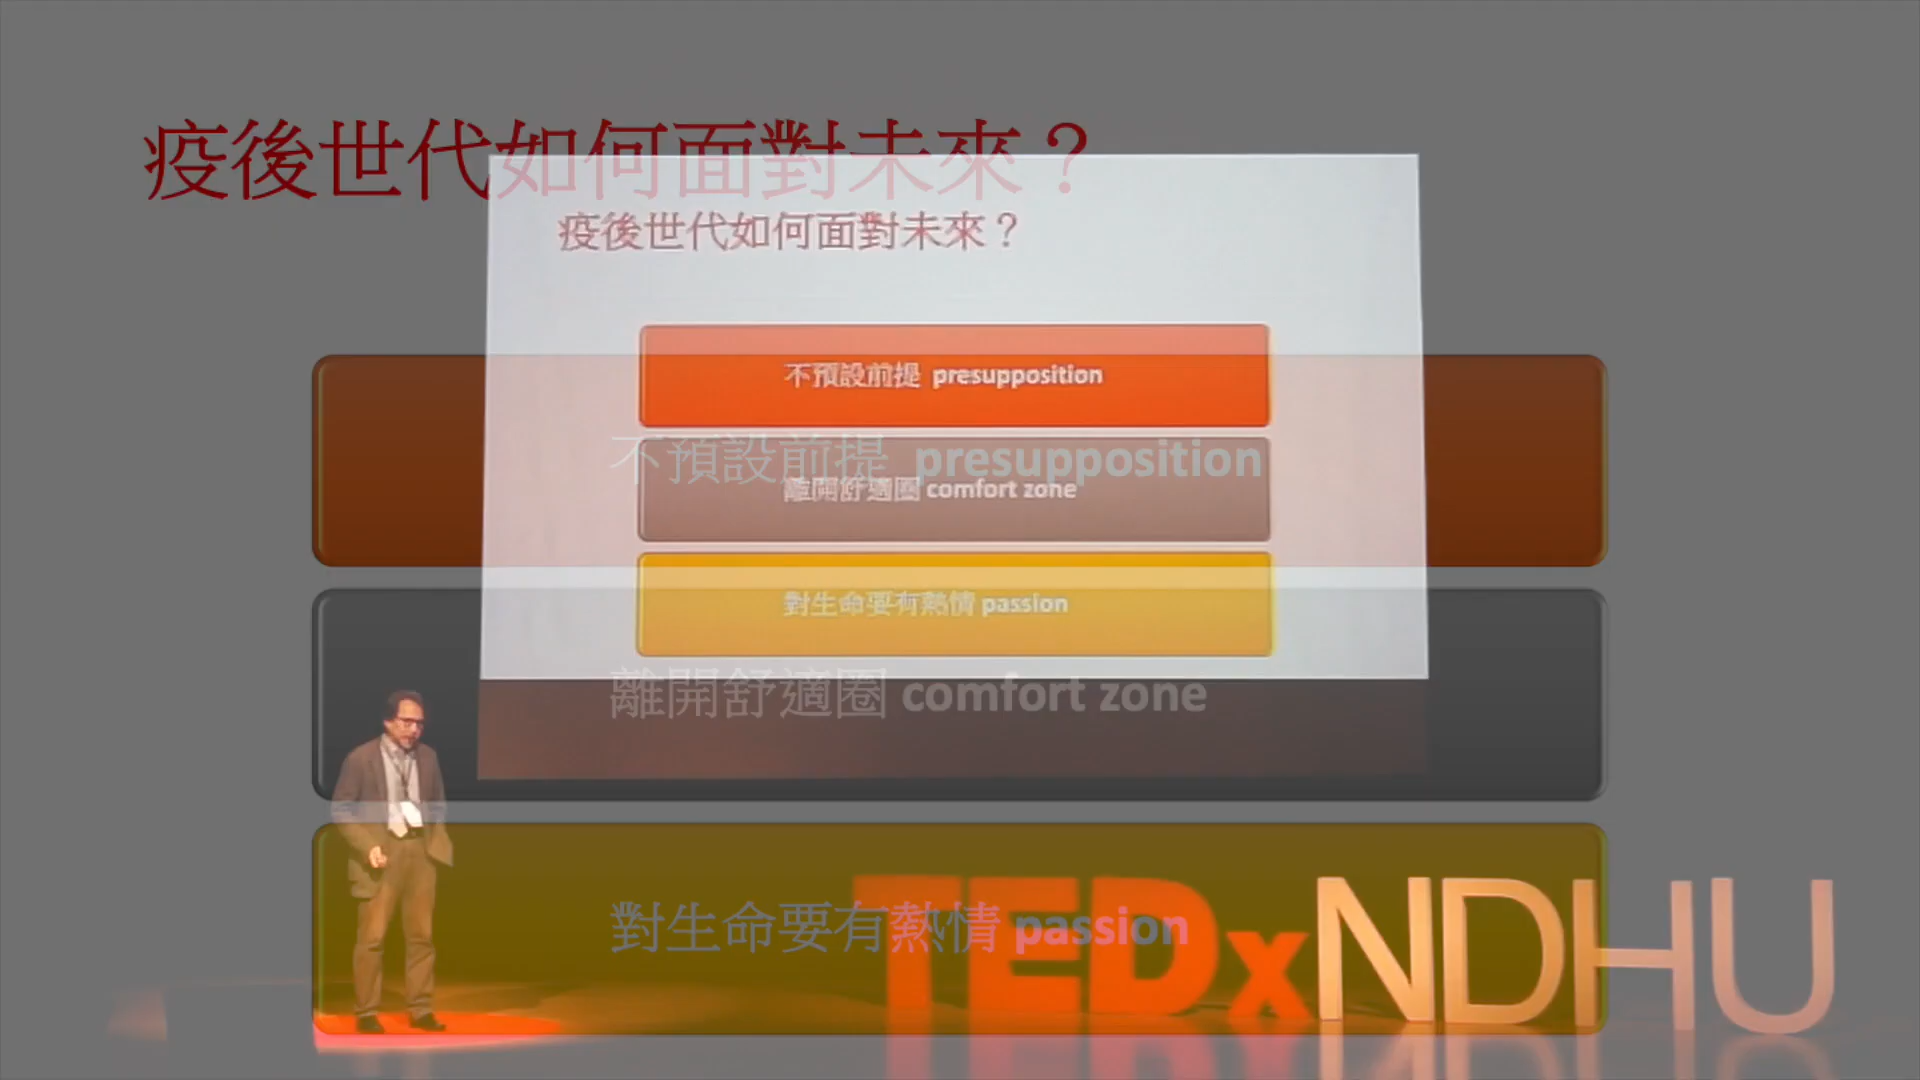 疫後世代如何面對未來？
疫後世代如何面對未來？
不預設前提 presupposition
不預設前提 presupposition
離開舒適圈 comfort zone
對生命要有熱情 passion
離開舒適圈 comfort zone
對生命要有熱情 passion
TEDxNDHU